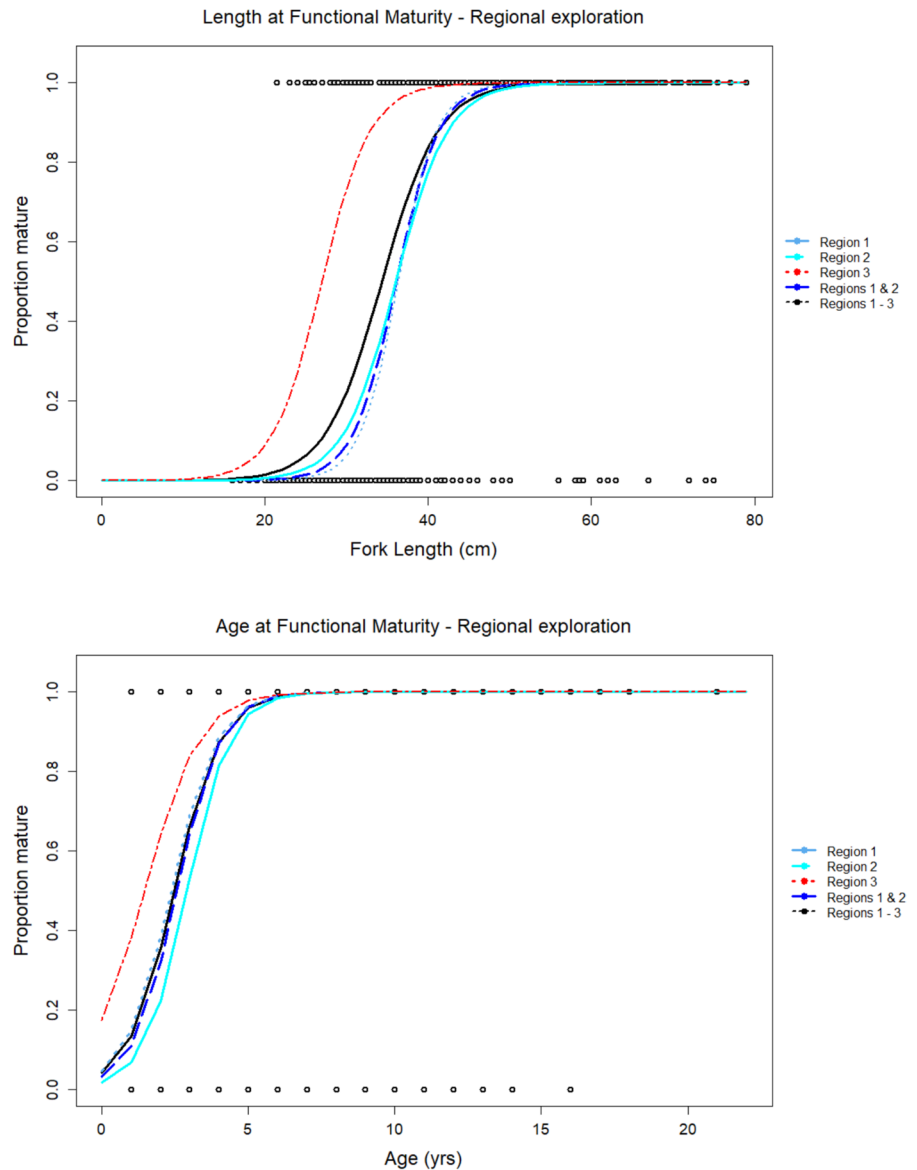 Length at Functional Maturity - Regional exploration
Proportion mature
1.0
0.8
0.6
0.4
0.2
0.0
0 20 40 60 80
Fork Length (cm)
Region 1
Region 2
Region 3
Regions 1 & 2
Regions 1 - 3
Age at Functional Maturity - Regional exploration
Proportion mature
1.0
0.8
0.6
0.4
0.2
0.0
0 5 10 15 20
Age (yrs)
Region 1
Region 2
Region 3
Regions 1 & 2
Regions 1 - 3